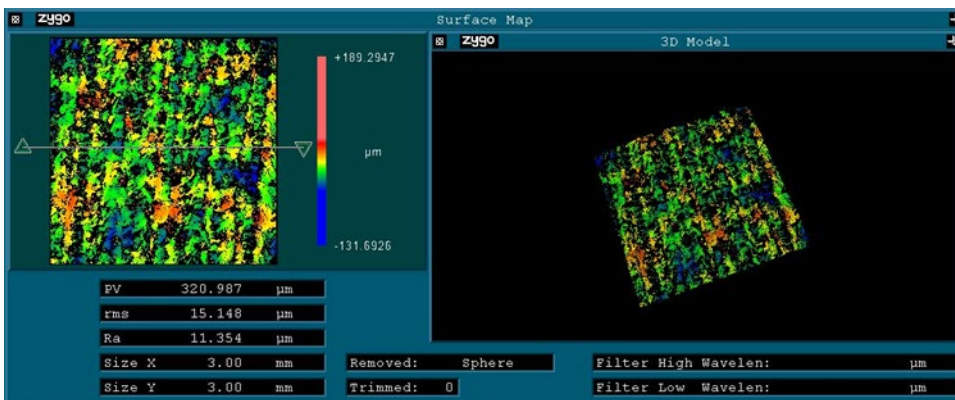 zygo Surface Map
+189.2947
µm
-131.6926
zygo 3D Model
PV 320.987 µm
rms 15.148 µm
Ra 11.354 µm
Size X 3.00 mm
Size Y 3.00 mm
Removed: Sphere
Trimmed: 0
Filter High Wavelen: µm
Filter Low Wavelen: µm